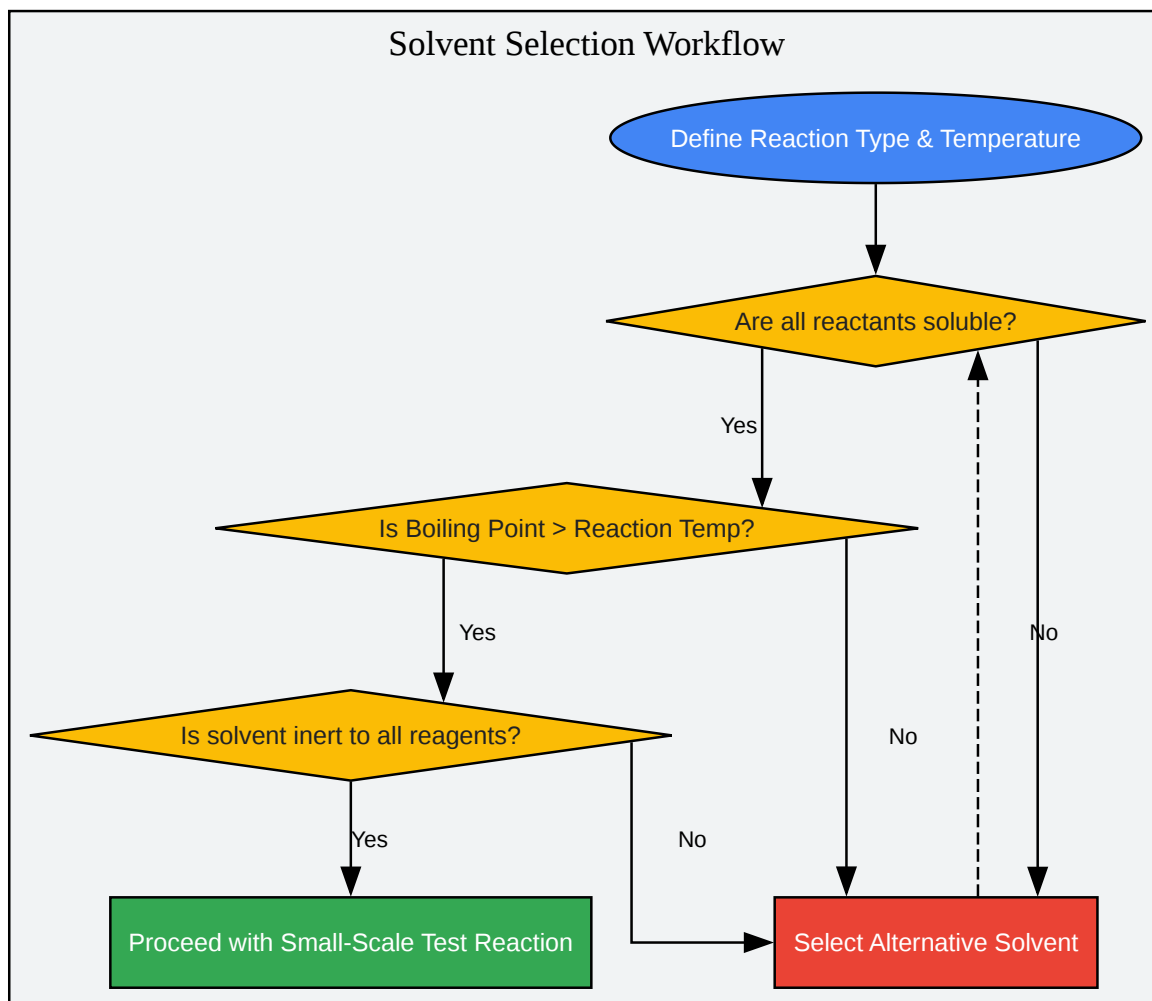 Solvent Selection Workflow
Define Reaction Type & Temperature
Are all reactants soluble?
Yes
Is Boiling Point > Reaction Temp?
Yes
No
Is solvent inert to all reagents?
No
Yes
No
Proceed with Small-Scale Test Reaction
Select Alternative Solvent